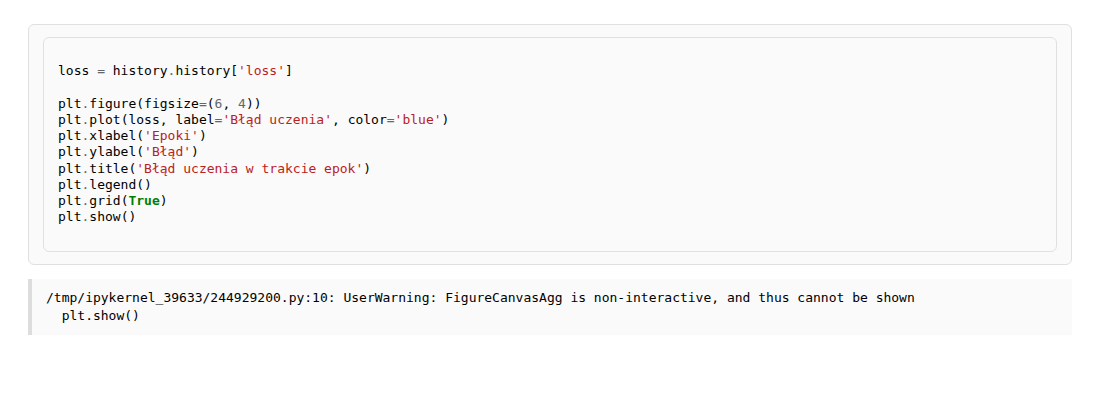 loss = history.history['loss']
plt.figure(figsize=(6, 4))
plt.plot(loss, label='Błąd uczenia', color='blue')
plt.xlabel('Epoki')
plt.ylabel('Błąd')
plt.title('Błąd uczenia w trakcie epok')
plt.legend()
plt.grid(True)
plt.show()
/tmp/ipykernel_39633/244929200.py:10: UserWarning: FigureCanvasAgg is non-interactive, and thus cannot be shown
  plt.show()